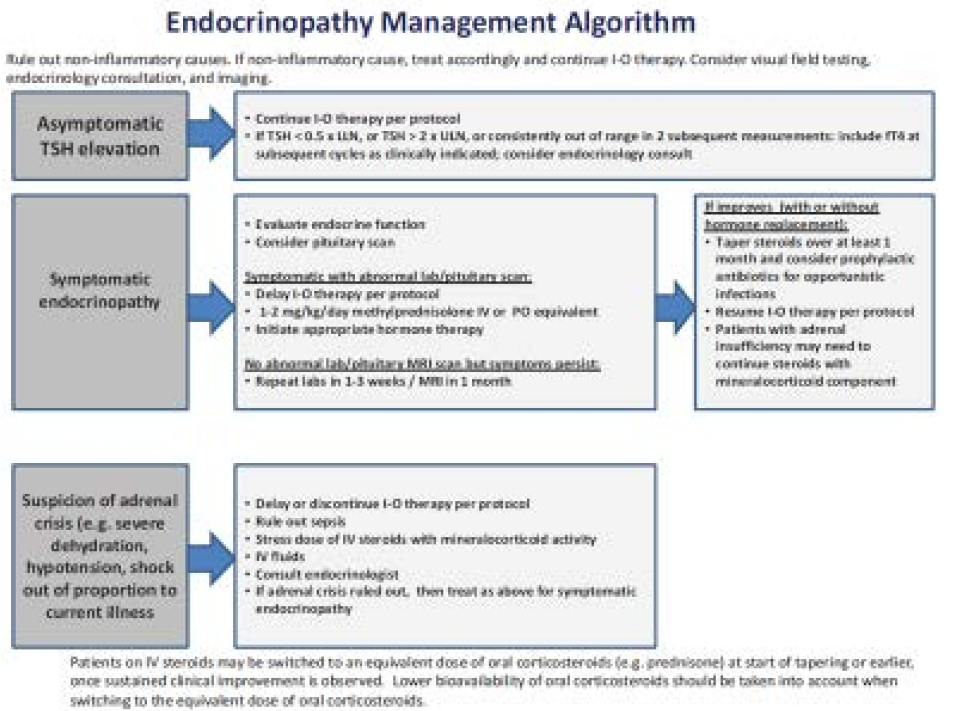 Endocrinopathy Management Algorithm
Rule out non-inflammatory causes. If non-inflammatory cause, treat accordingly and continue I-O therapy. Consider visual field testing,
endocrinology consultation, and imaging.
Asymptomatic
TSH elevation
• Continue I-O therapy per protocol
• If TSH < 0.5 x LLN, or TSH > 2 x ULN, or consistently out of range in 2 subsequent measurements: include fT4 at
subsequent cycles as clinically indicated; consider endocrinology consult
Symptomatic
endocrinopathy
• Evaluate endocrine function
• Consider pituitary scan
Symptomatic with abnormal lab/pituitary scan:
• Delay I-O therapy per protocol
• 1-2 mg/kg/day methylprednisolone IV or PO equivalent
• Initiate appropriate hormone therapy
No abnormal lab/pituitary MRI scan but symptoms persist:
• Repeat labs in 1-3 weeks / MRI in 1 month
If improves (with or without
hormone replacement):
• Taper steroids over at least 1
month and consider prophylactic
antibiotics for opportunistic
infections
• Resume I-O therapy per protocol
• Patients with adrenal
insufficiency may need to
continue steroids with
mineralocorticoid component
Suspicion of adrenal
crisis (e.g. severe
dehydration,
hypotension, shock
out of proportion to
current illness
• Delay or discontinue I-O therapy per protocol
• Rule out sepsis
• Stress dose of IV steroids with mineralocorticoid activity
• IV fluids
• Consult endocrinologist
• If adrenal crisis ruled out, then treat as above for symptomatic
endocrinopathy
Patients on IV steroids may be switched to an equivalent dose of oral corticosteroids (e.g. prednisone) at start of tapering or earlier,
once sustained clinical improvement is observed. Lower bioavailability of oral corticosteroids should be taken into account when
switching to the equivalent dose of oral corticosteroids.